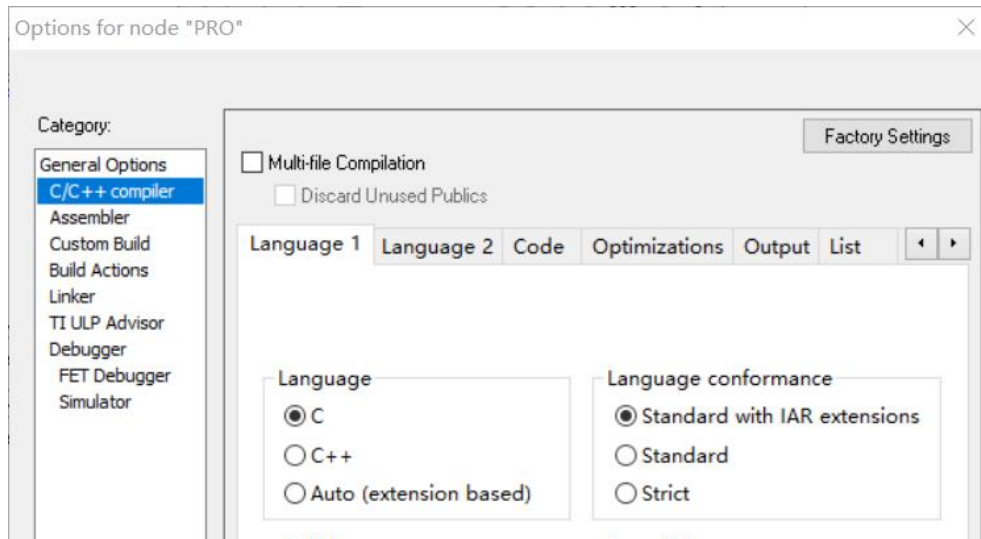 Options for node "PRO"
Category:
General Options
C/C++ compiler
Assembler
Custom Build
Build Actions
Linker
TI ULP Advisor
Debugger
FET Debugger
Simulator
Factory Settings
Multi-file Compilation
Discard Unused Publics
Language 1 Language 2 Code Optimizations Output List
Language
C
C++
Auto (extension based)
Language conformance
Standard with IAR extensions
Standard
Strict